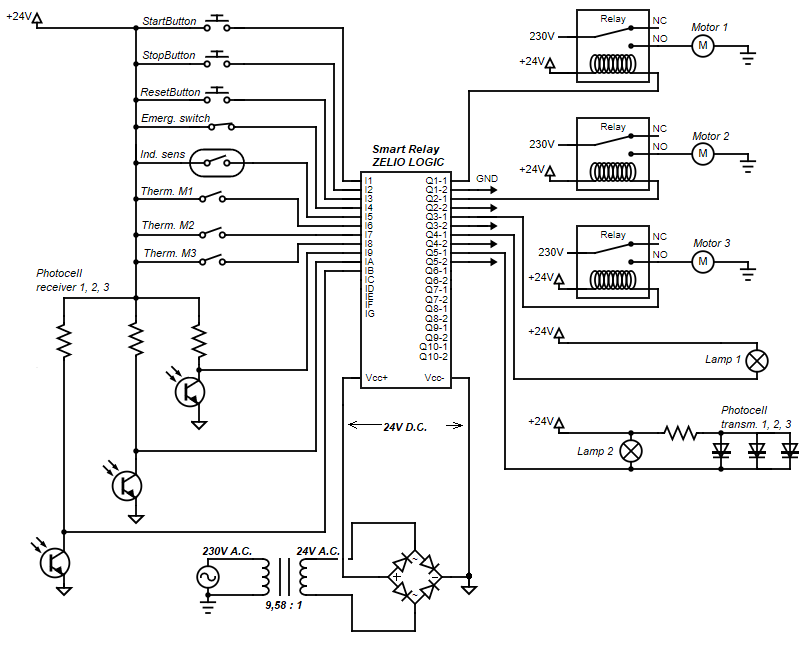 +24V
StartButton
StopButton
ResetButton
Emerg. switch
Ind. sens
Therm. M1
Therm. M2
Therm. M3
Photocell
receiver 1, 2, 3
Smart Relay
ZELIO LOGIC
I1
I2
I3
I4
I5
I6
I7
I8
I9
IA
IB
IC
ID
IE
IF
IG
Vcc+
Q1-1
Q1-2
Q2-1
Q2-2
Q3-1
Q3-2
Q4-1
Q4-2
Q5-1
Q5-2
Q6-1
Q6-2
Q7-1
Q7-2
Q8-1
Q8-2
Q9-1
Q9-2
Q10-1
Q10-2
Vcc-
GND
24V D.C.
Relay
NC
NO
230V
+24V
Motor 1
M
Relay
NC
NO
230V
+24V
Motor 2
M
Relay
NC
NO
230V
+24V
Motor 3
M
+24V
Lamp 1
+24V
Lamp 2
Photocell
transm. 1, 2, 3
230V A.C.
24V A.C.
9,58 : 1
~
+
-
~